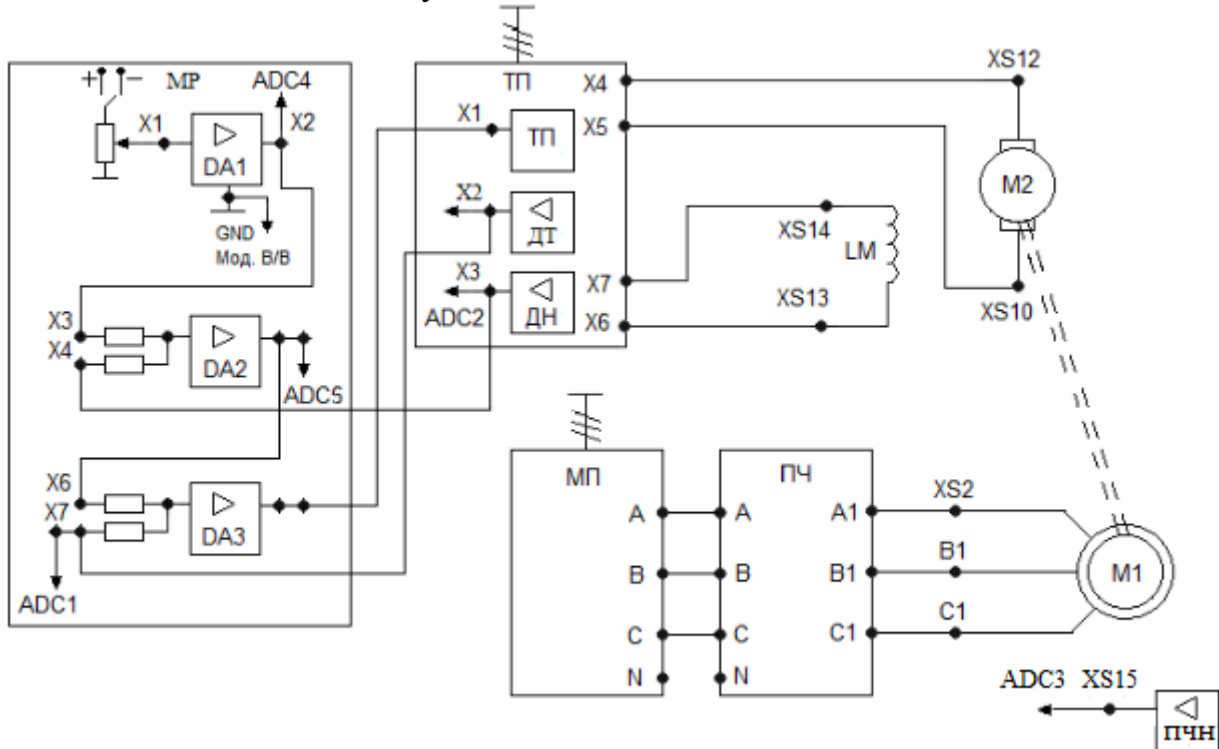 + − МР ADC4
X1 X2
DA1
GND
Мод. В/В
X3
X4
DA2
ADC5
X6
X7
DA3
ADC1
ТП X4
X1 X5
ТП
X2
ДТ
X3 X7
ADC2 ДН X6
XS12
M2
XS14
LM
XS13
XS10
МП ПЧ
A A A1 XS2
B B B1 B1 M1
C C C1 C1
N N
ADC3 XS15
ПЧН